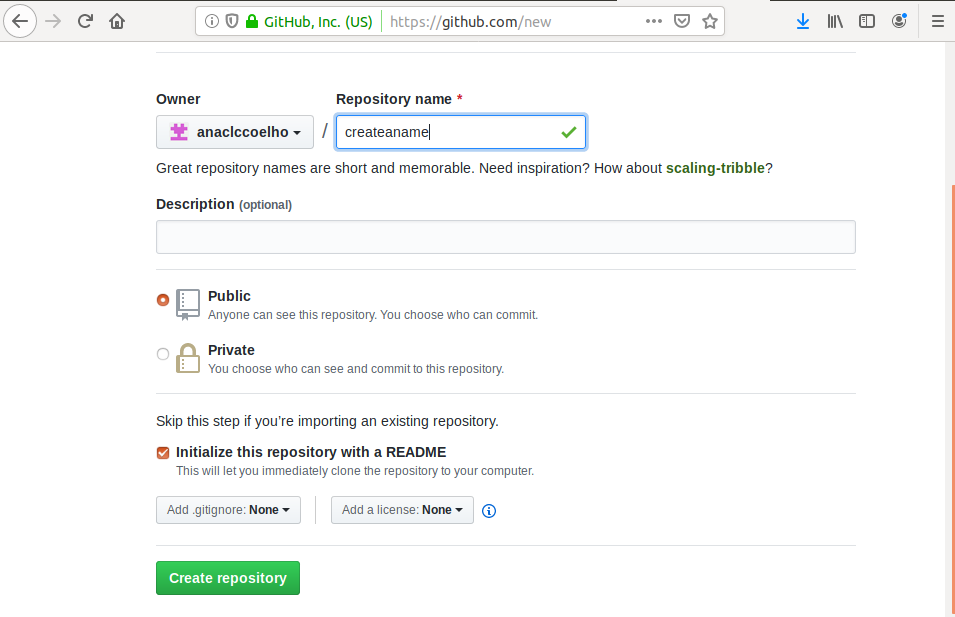 GitHub, Inc. (US) https://github.com/new
Owner Repository name *
anaclccoelho / createaname
Great repository names are short and memorable. Need inspiration? How about scaling-tribble?
Description (optional)
Public
Anyone can see this repository. You choose who can commit.
Private
You choose who can see and commit to this repository.
Skip this step if you’re importing an existing repository.
Initialize this repository with a README
This will let you immediately clone the repository to your computer.
Add .gitignore: None Add a license: None
Create repository